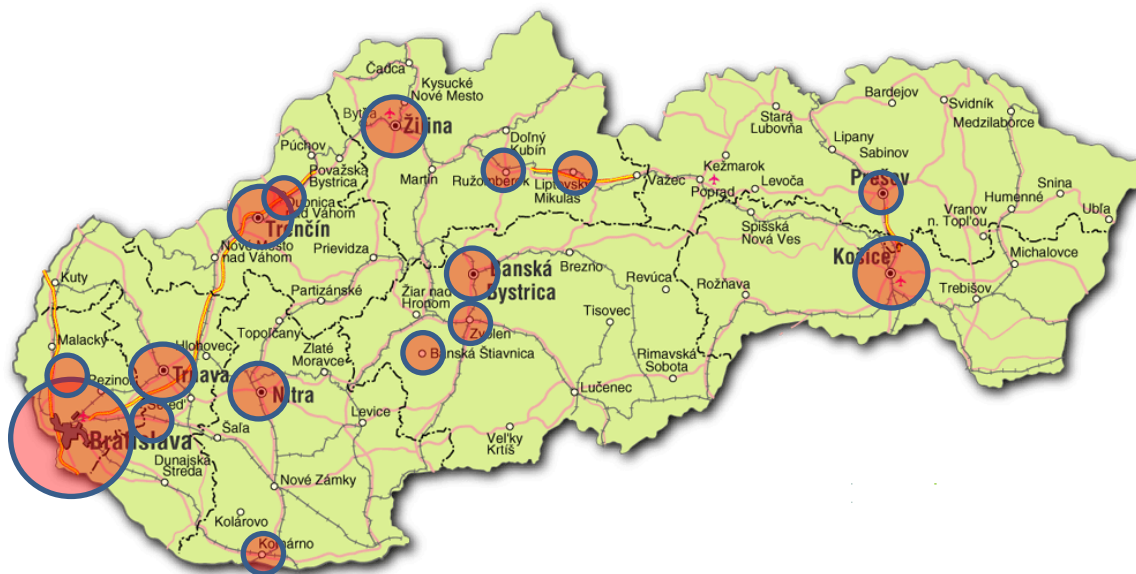 Čadca
Kysucké
Nové Mesto
Bytča
Žilina
Púchov
Považská
Bystrica
Dubnica
nad Váhom
Trenčín
Nové Mesto
nad Váhom
Martin
Doľný
Kubín
Ružomberok
Liptovský
Mikuláš
Važec
Prievidza
Partizánské
Topoľčany
Banská
Bystrica
Brezno
Žiar nad
Hronom
Zvolen
Banská Štiavnica
Zlaté
Moravce
Kuty
Malacky
Pezinok
Bratislava
Hlohovec
Trnava
Sereď
Šaľa
Nitra
Levice
Dunajská
Streda
Nové Zámky
Kolárovo
Komárno
Veľký
Krtíš
Lučenec
Rimavská
Sobota
Tisovec
Revúca
Rožňava
Stará
Ľubovňa
Kežmarok
Poprad
Levoča
Spišská
Nová Ves
Bardejov
Svidník
Medzilaborce
Lipany
Sabinov
Prešov
Košice
Vranov
n. Topľou
Humenné
Snina
Ubľa
Michalovce
Trebišov